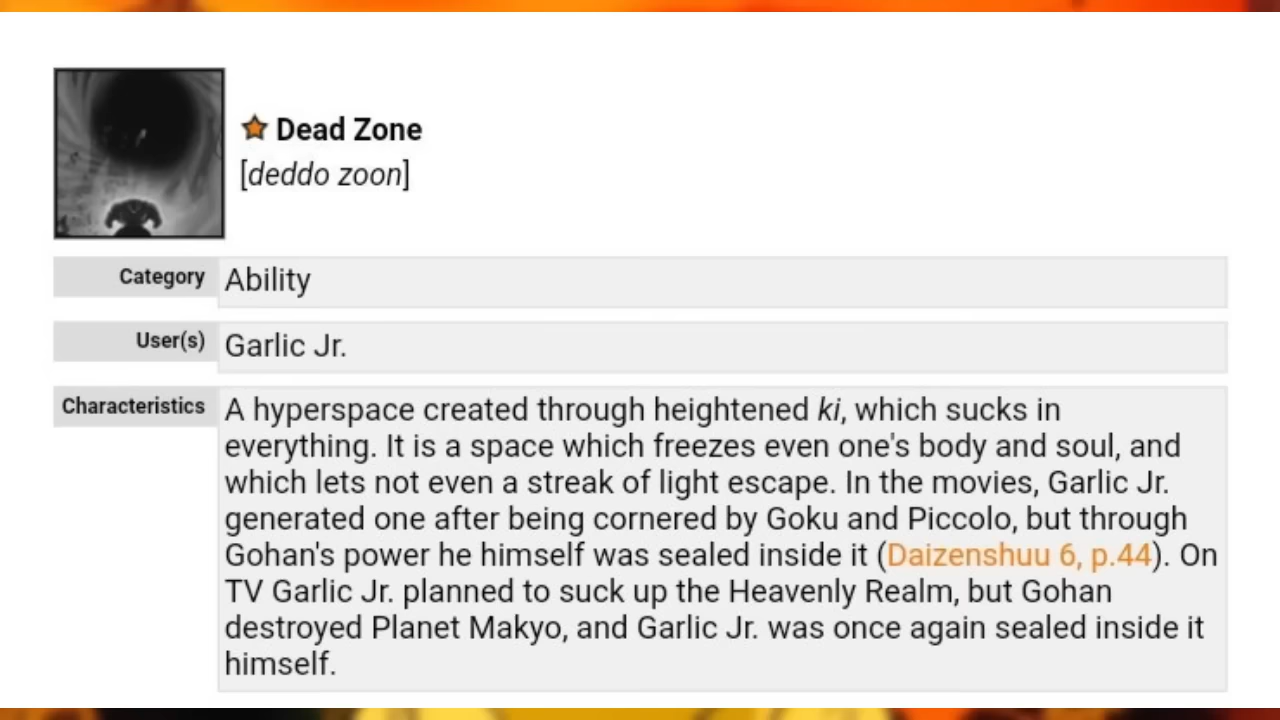 Dead Zone
[deddo zoon]
Category Ability
User(s) Garlic Jr.
Characteristics A hyperspace created through heightened ki, which sucks in
everything. It is a space which freezes even one's body and soul, and
which lets not even a streak of light escape. In the movies, Garlic Jr.
generated one after being cornered by Goku and Piccolo, but through
Gohan's power he himself was sealed inside it (Daizenshuu 6, p.44). On
TV Garlic Jr. planned to suck up the Heavenly Realm, but Gohan
destroyed Planet Makyo, and Garlic Jr. was once again sealed inside it
himself.